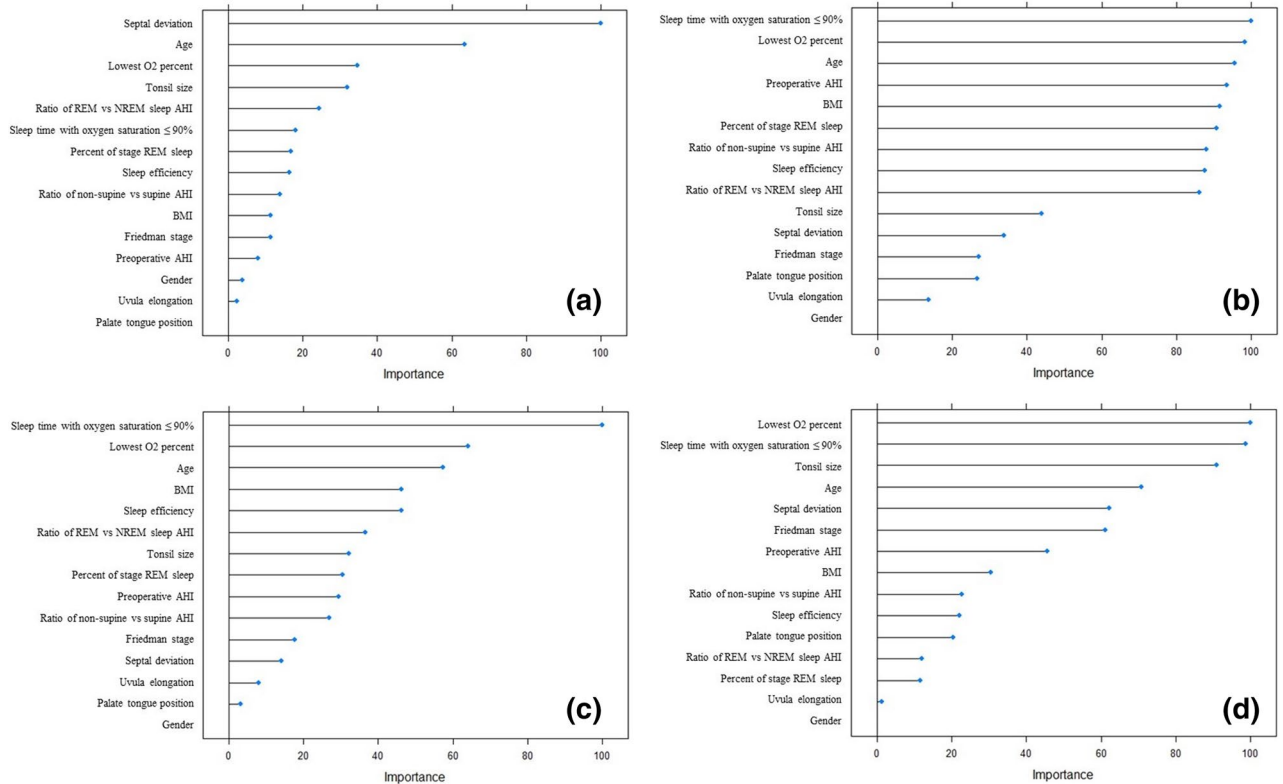 Septal deviation
Age
Lowest O2 percent
Tonsil size
Ratio of REM vs NREM sleep AHI
Sleep time with oxygen saturation ≤90%
Percent of stage REM sleep
Sleep efficiency
Ratio of non-supine vs supine AHI
BMI
Friedman stage
Preoperative AHI
Gender
Uvula elongation
Palate tongue position
(a)
0 20 40 60 80 100
Importance
Sleep time with oxygen saturation ≤90%
Lowest O2 percent
Age
Preoperative AHI
BMI
Percent of stage REM sleep
Ratio of non-supine vs supine AHI
Sleep efficiency
Ratio of REM vs NREM sleep AHI
Tonsil size
Septal deviation
Friedman stage
Palate tongue position
Uvula elongation
Gender
(b)
0 20 40 60 80 100
Importance
Sleep time with oxygen saturation ≤90%
Lowest O2 percent
Age
BMI
Sleep efficiency
Ratio of REM vs NREM sleep AHI
Tonsil size
Percent of stage REM sleep
Preoperative AHI
Ratio of non-supine vs supine AHI
Friedman stage
Septal deviation
Uvula elongation
Palate tongue position
Gender
(c)
0 20 40 60 80 100
Importance
Lowest O2 percent
Sleep time with oxygen saturation ≤90%
Tonsil size
Age
Septal deviation
Friedman stage
Preoperative AHI
BMI
Ratio of non-supine vs supine AHI
Sleep efficiency
Palate tongue position
Ratio of REM vs NREM sleep AHI
Percent of stage REM sleep
Uvula elongation
Gender
(d)
0 20 40 60 80 100
Importance